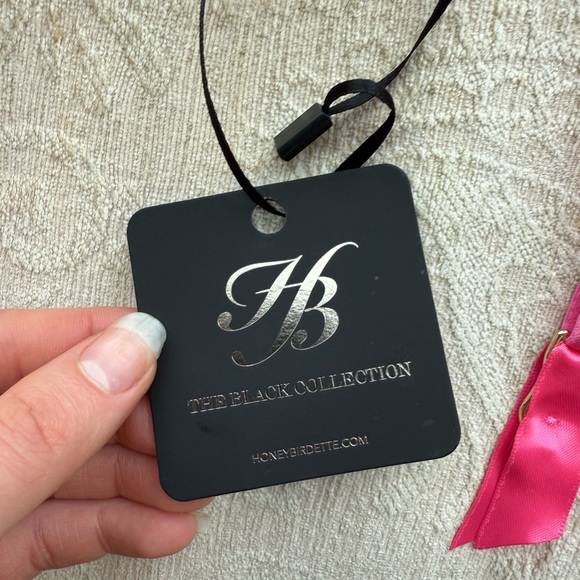 HB
THE BLACK COLLECTION
HONEYBIRDETTE.COM